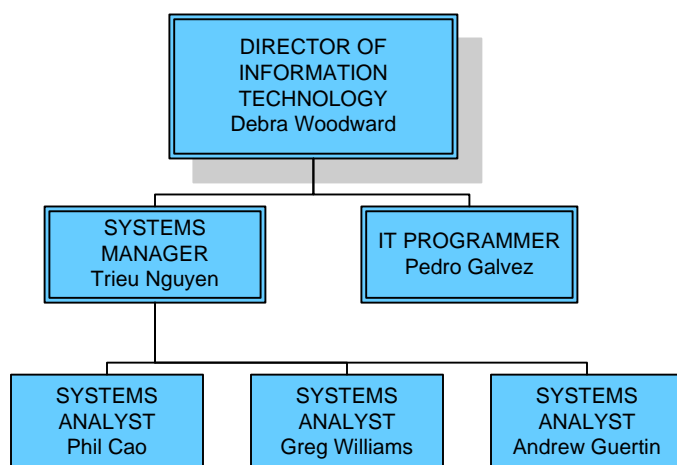 DIRECTOR OF
INFORMATION
TECHNOLOGY
Debra Woodward
SYSTEMS
MANAGER
Trieu Nguyen
IT PROGRAMMER
Pedro Galvez
SYSTEMS
ANALYST
Phil Cao
SYSTEMS
ANALYST
Greg Williams
SYSTEMS
ANALYST
Andrew Guertin